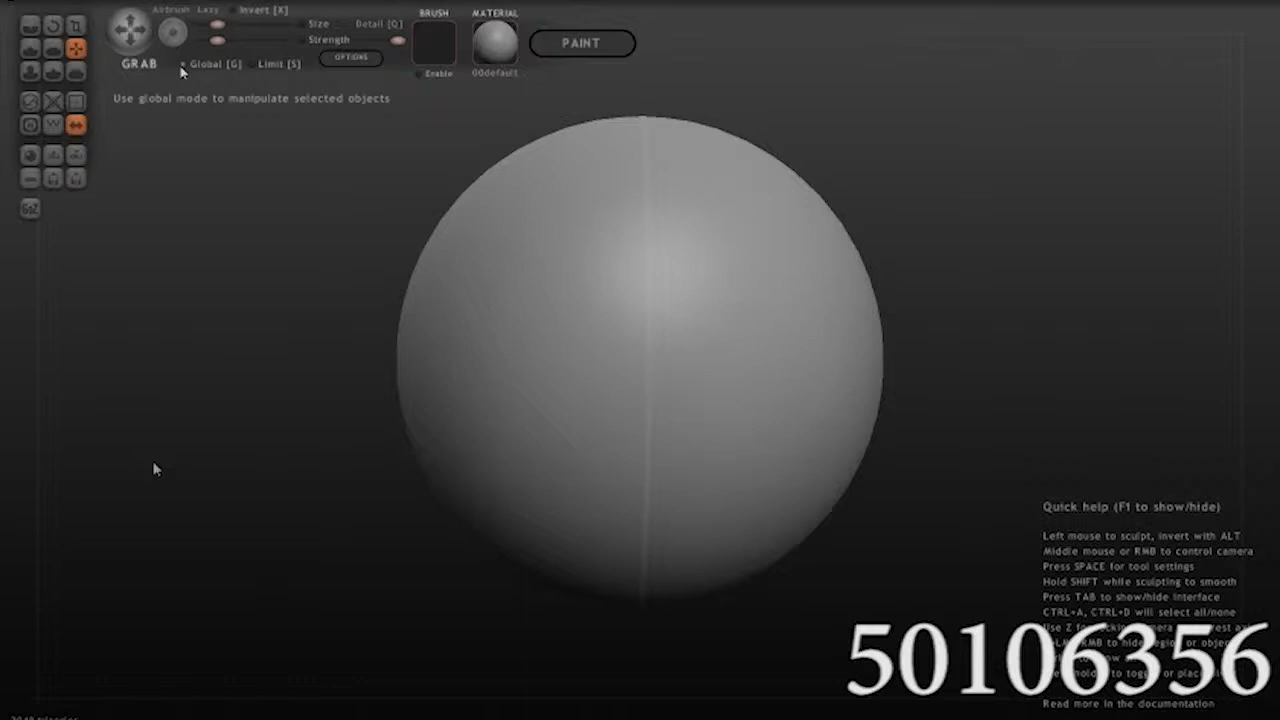 Airbrush Lazy Invert [X]
Size Detail [Q]
Strength
GRAB Global [G] Limit [S] OPTIONS
BRUSH
Enable
MATERIAL
00default
PAINT
Use global mode to manipulate selected objects
GoZ
Quick help (F1 to show/hide)
Left mouse to sculpt, invert with ALT
Middle mouse or RMB to control camera
Press SPACE for tool settings
Hold SHIFT while sculpting to smooth
Press TAB to show/hide interface
CTRL+A, CTRL+D will select all/none
50106356
Read more in the documentation